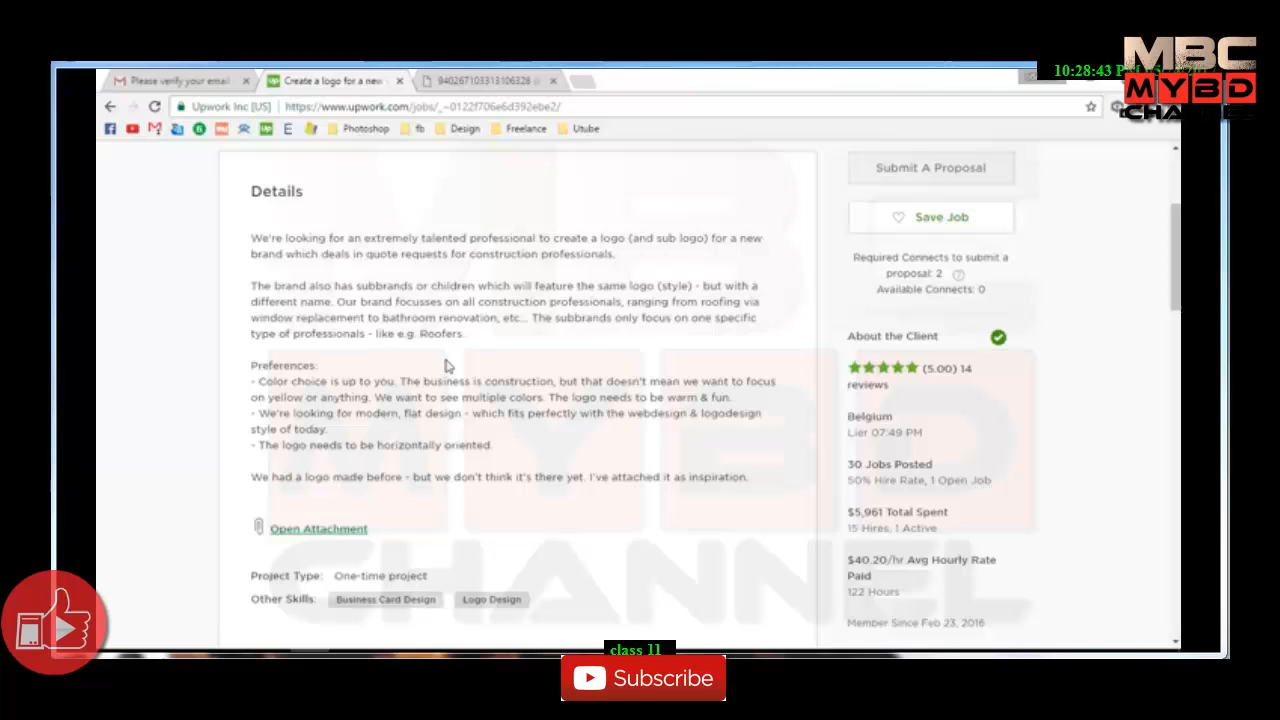 MBC
MYBD
CHANNEL
10:28:43 P
Please verify your email
Create a logo for a new
940267103313106328
Upwork Inc [US]
https://www.upwork.com/jobs/_~0122f706e6d392ebe2/
Photoshop
fb
Design
Freelance
Utube
Details
We're looking for an extremely talented professional to create a logo (and sub logo) for a new
brand which deals in quote requests for construction professionals.
The brand also has subbrands or children which will feature the same logo (style) - but with a
different name. Our brand focusses on all construction professionals, ranging from roofing via
window replacement to bathroom renovation, etc... The subbrands only focus on one specific
type of professionals - like e.g. Roofers.
Preferences:
- Color choice is up to you. The business is construction, but that doesn't mean we want to focus
on yellow or anything. We want to see multiple colors. The logo needs to be warm & fun.
- We're looking for modern, flat design - which fits perfectly with the webdesign & logodesign
style of today.
- The logo needs to be horizontally oriented.
We had a logo made before - but we don't think it's there yet. I've attached it as inspiration.
Open Attachment
Project Type: One-time project
Other Skills: Business Card Design Logo Design
Submit A Proposal
Save Job
Required Connects to submit a
proposal: 2
Available Connects: 0
About the Client
(5.00) 14
reviews
Belgium
Lier 07:49 PM
30 Jobs Posted
50% Hire Rate, 1 Open Job
$5,961 Total Spent
15 Hires, 1 Active
$40.20/hr Avg Hourly Rate
Paid
122 Hours
Member Since Feb 23, 2016
MYBD
CHANNEL
class 11
Subscribe